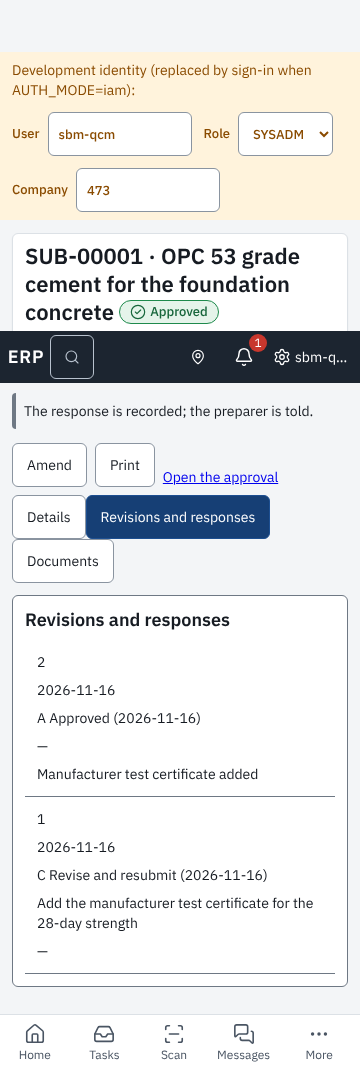 Development identity (replaced by sign-in when
AUTH_MODE=iam):
User sbm-qcm Role SYSADM
Company 473
SUB-00001 · OPC 53 grade
cement for the foundation
concrete Approved
ERP 1 sbm-q...
The response is recorded; the preparer is told.
Amend Print Open the approval
Details Revisions and responses
Documents
Revisions and responses
2
2026-11-16
A Approved (2026-11-16)
—
Manufacturer test certificate added
1
2026-11-16
C Revise and resubmit (2026-11-16)
Add the manufacturer test certificate for the
28-day strength
—
Home Tasks Scan Messages More